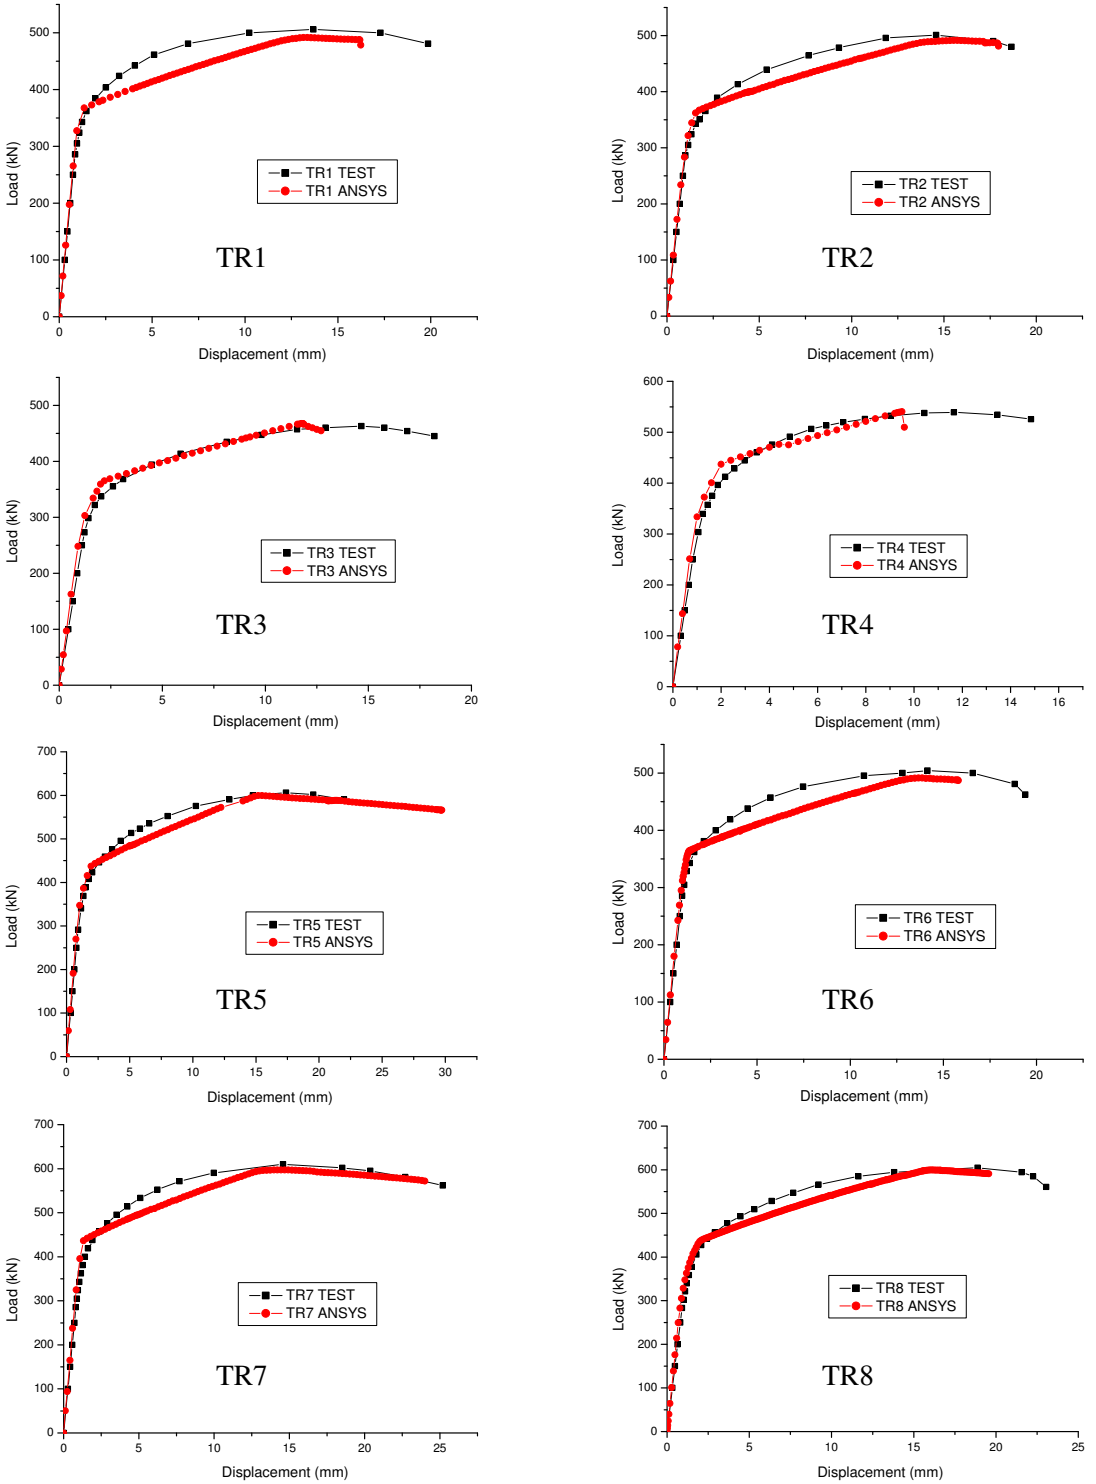 500
400
300
200
100
0
Load (kN)
TR1 TEST
TR1 ANSYS
TR1
0 5 10 15 20
Displacement (mm)
500
400
300
200
100
0
Load (kN)
TR2 TEST
TR2 ANSYS
TR2
0 5 10 15 20
Displacement (mm)
500
400
300
200
100
0
Load (kN)
TR3 TEST
TR3 ANSYS
TR3
0 5 10 15 20
Displacement (mm)
600
500
400
300
200
100
0
Load (kN)
TR4 TEST
TR4 ANSYS
TR4
0 2 4 6 8 10 12 14 16
Displacement (mm)
700
600
500
400
300
200
100
0
Load (kN)
TR5 TEST
TR5 ANSYS
TR5
0 5 10 15 20 25 30
Displacement (mm)
500
400
300
200
100
0
Load (kN)
TR6 TEST
TR6 ANSYS
TR6
0 5 10 15 20
Displacement (mm)
700
600
500
400
300
200
100
0
Load (kN)
TR7 TEST
TR7 ANSYS
TR7
0 5 10 15 20 25
Displacement (mm)
700
600
500
400
300
200
100
0
Load (kN)
TR8 TEST
TR8 ANSYS
TR8
0 5 10 15 20 25
Displacement (mm)